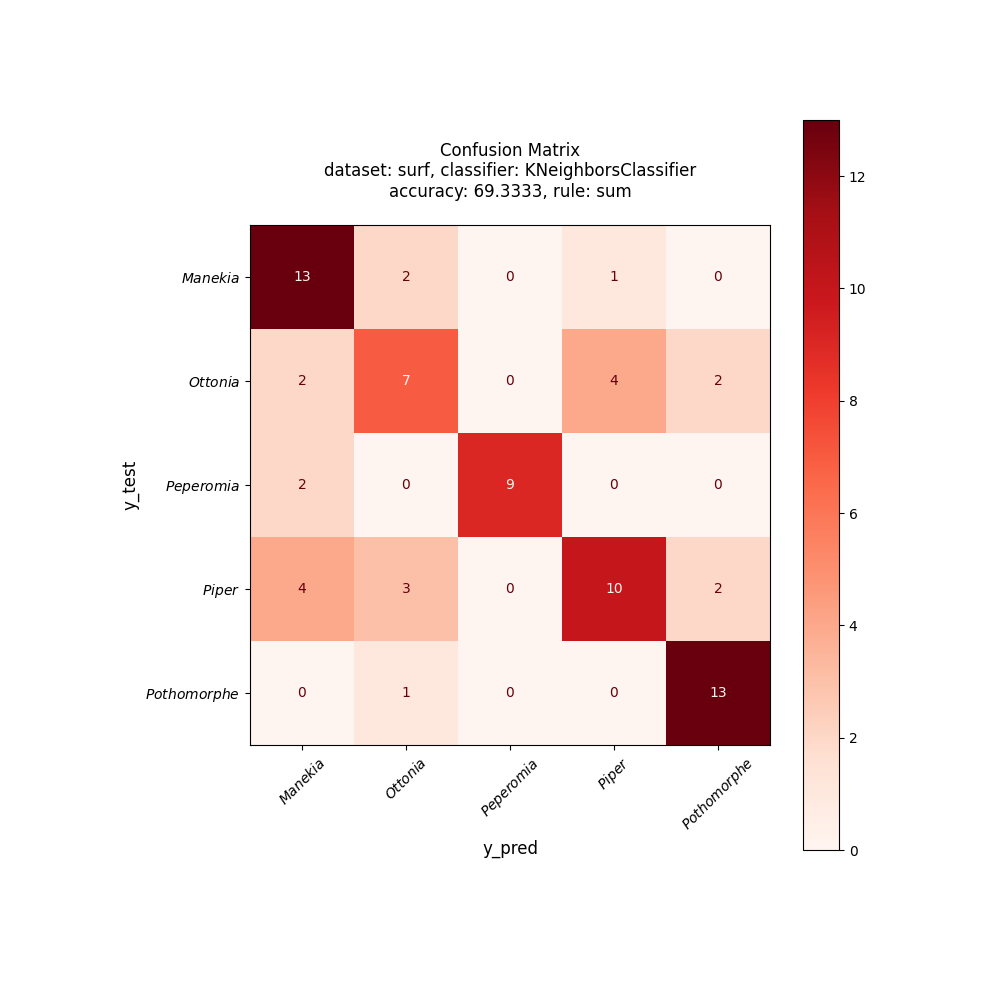 Confusion Matrix
dataset: surf, classifier: KNeighborsClassifier
accuracy: 69.3333, rule: sum
12
10
8
6
4
2
0
y_test
Manekia 13 2 0 1 0
Ottonia 2 7 0 4 2
Peperomia 2 0 9 0 0
Piper 4 3 0 10 2
Pothomorphe 0 1 0 0 13
Manekia Ottonia Peperomia Piper Pothomorphe
y_pred